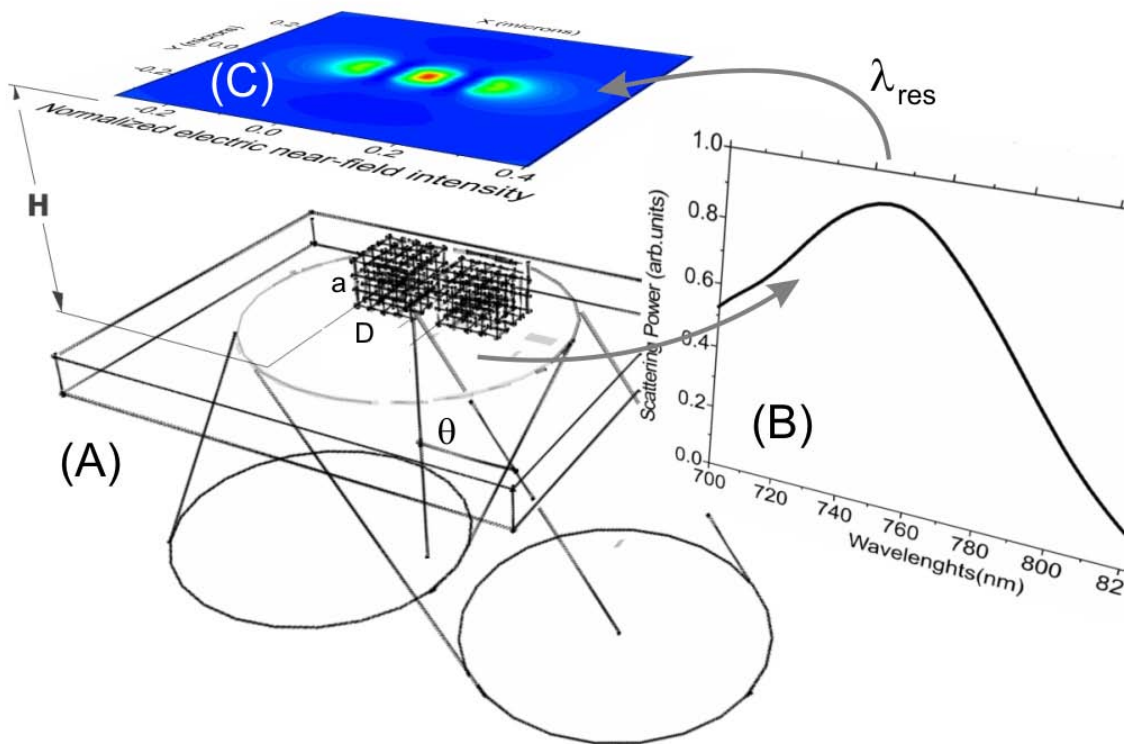 X (microns)
Y (microns)
0.2
0.0
-0.2
(C)
-0.2
0.0
0.2
0.4
Normalized electric near-field intensity
λres
H
a
D
θ
(A)
1.0
0.8
0.6
0.4
0.2
0.0
Scattering Power (arb.units)
(B)
700
720
740
760
780
800
82
Wavelenghts(nm)